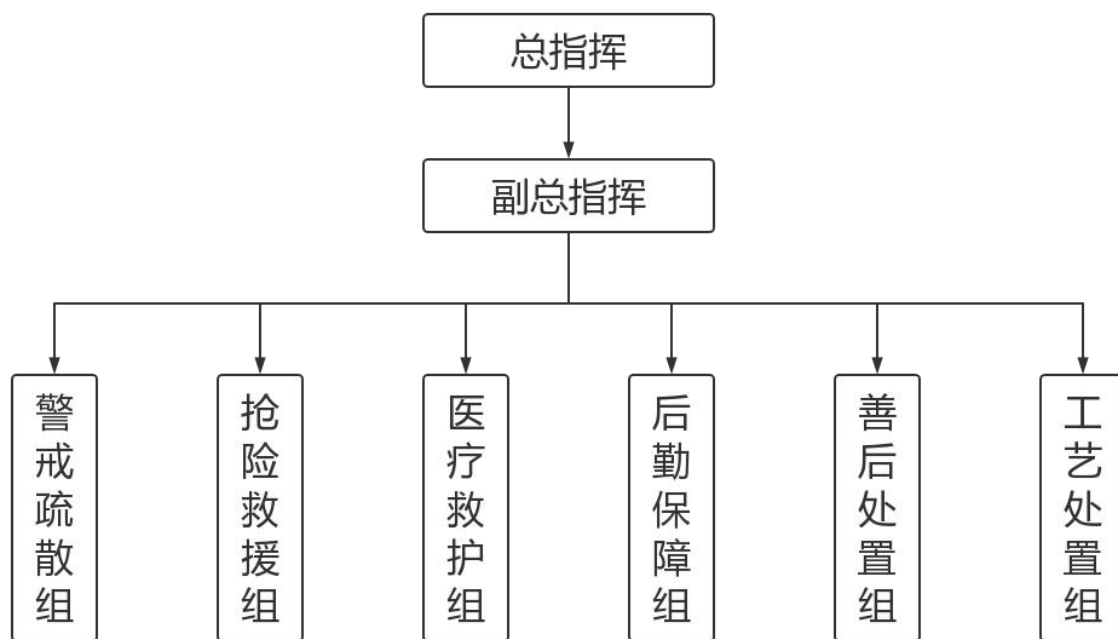 总指挥
副总指挥
警戒疏散组
抢险救援组
医疗救护组
后勤保障组
善后处置组
工艺处置组